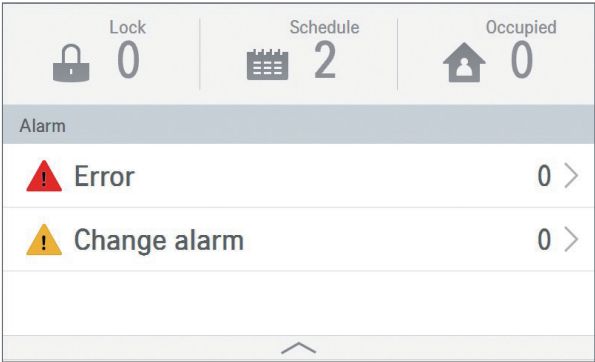 Lock Schedule Occupied
0 2 0
Alarm
Error 0
Change alarm 0